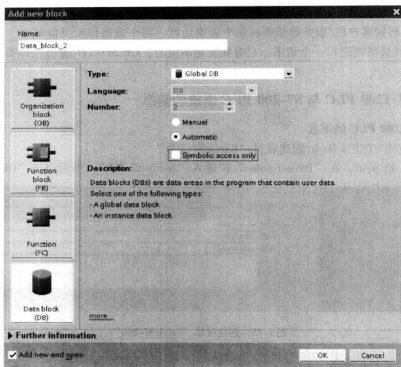 Add new block
Name:
Data_block_2
Organization
block
(OB)
Function
block
(FB)
Function
(FC)
Data block
(DB)
Type:
Global DB
Language:
DB
Number:
2
Manual
Automatic
Symbolic access only
Description:
Data blocks (DBs) are data areas in the program that contain user data.
Select one of the following types:
- A global data block
- An instance data block
more...
Further information
Add new and open
OK
Cancel